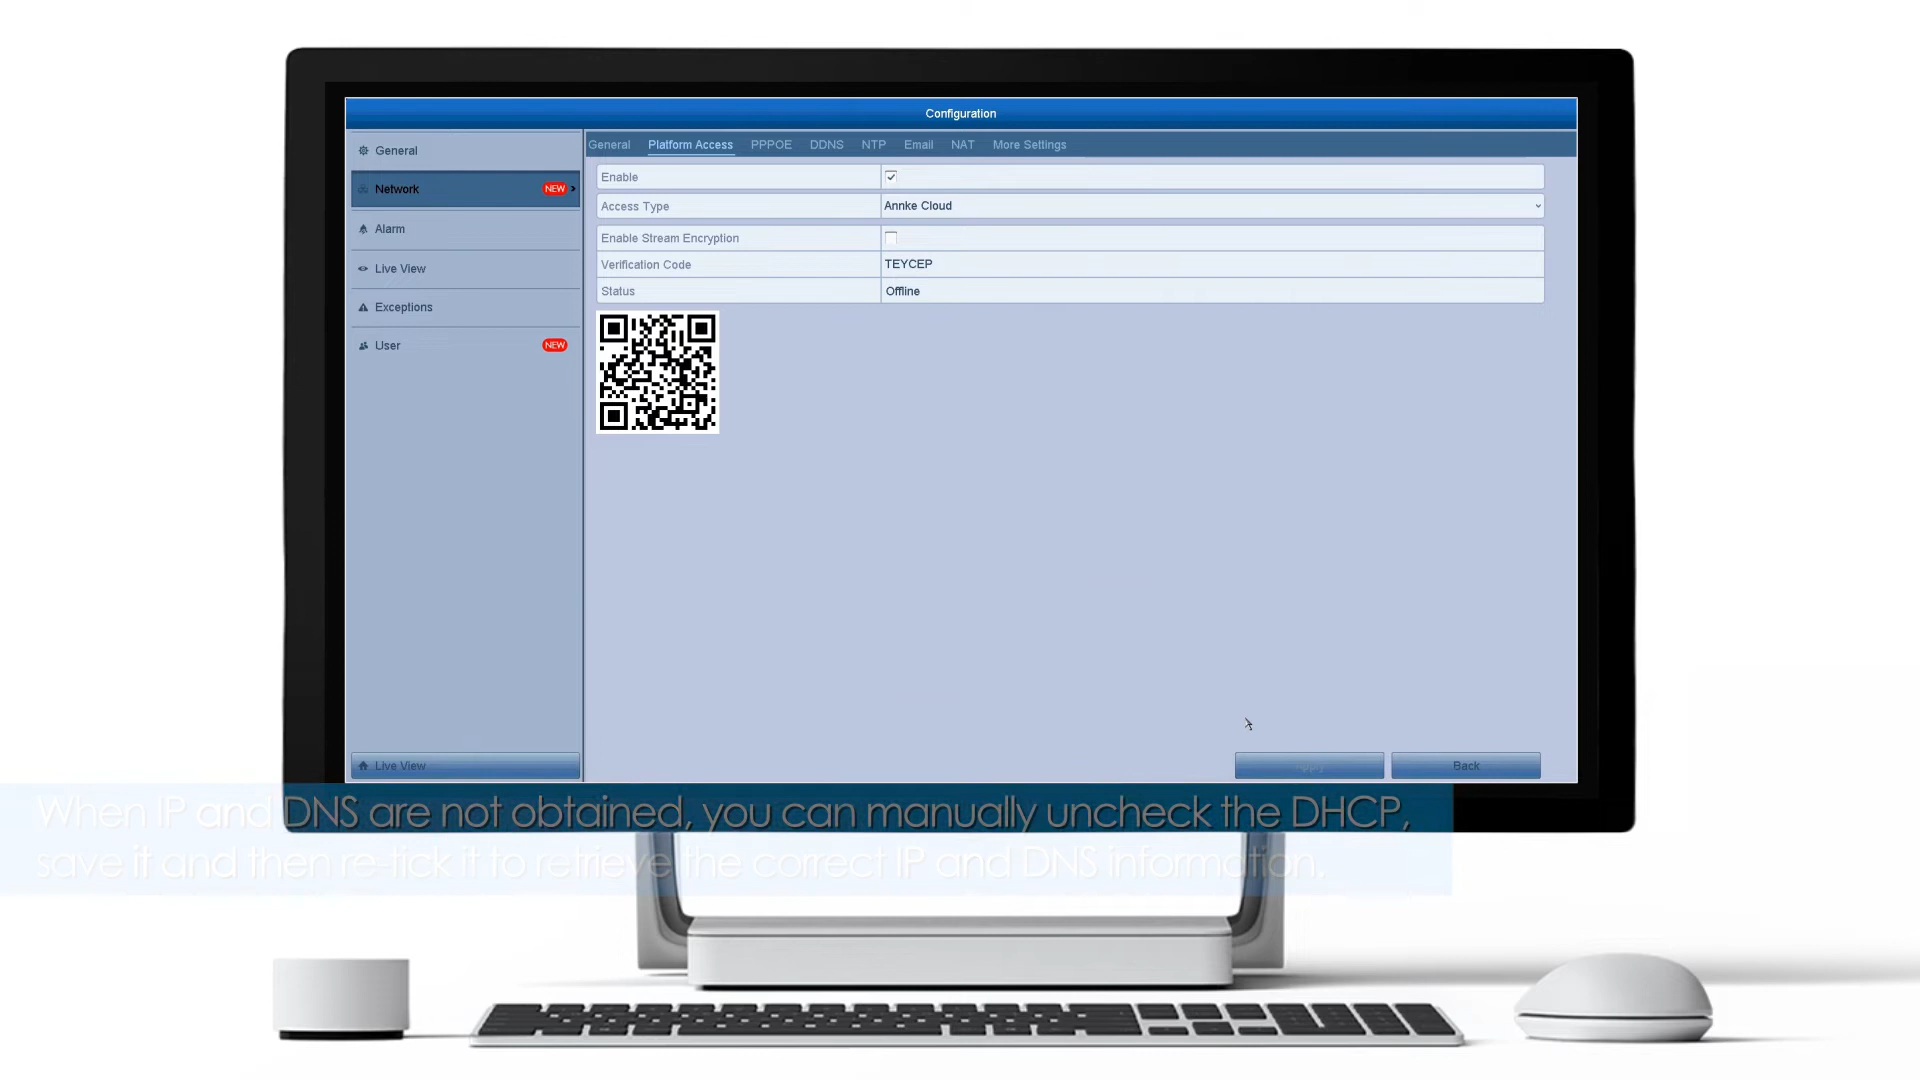 Configuration
General
Network NEW
Alarm
Live View
Exceptions
User NEW
Live View
General Platform Access PPPOE DDNS NTP Email NAT More Settings
Enable
Access Type Annke Cloud
Enable Stream Encryption
Verification Code TEYCEP
Status Offline
Apply Back
When IP and DNS are not obtained, you can manually uncheck the DHCP,
save it and then re-tick it to retrieve the correct IP and DNS information.